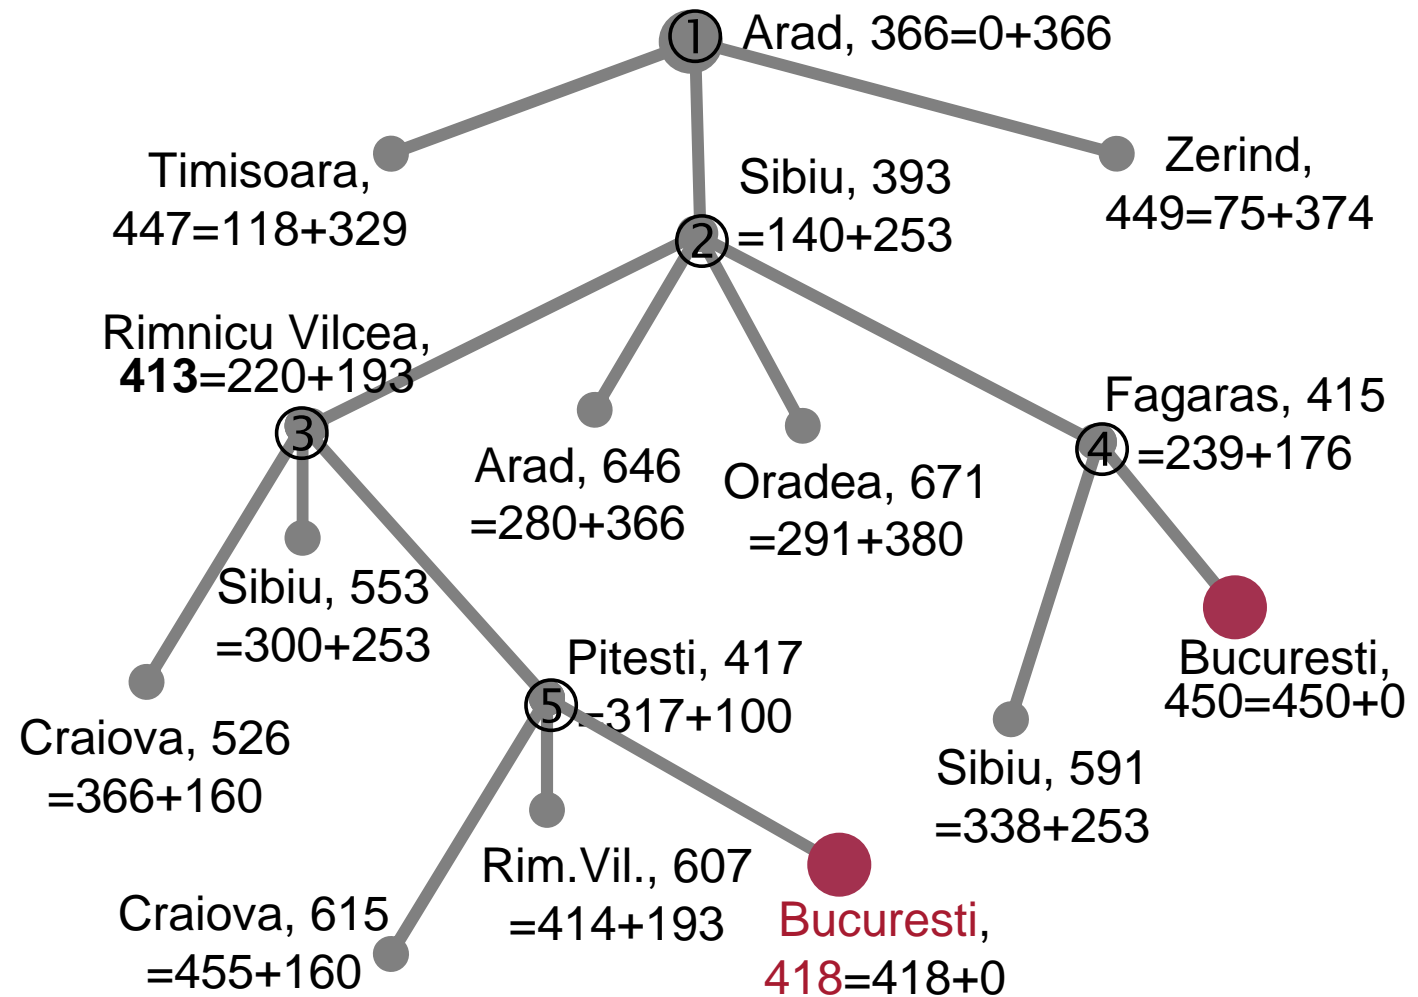 1 Arad, 366=0+366
Timisoara,
447=118+329
Sibiu, 393
2 =140+253
Zerind,
449=75+374
Rimnicu Vilcea,
413=220+193
3
Arad, 646
=280+366
Oradea, 671
=291+380
Fagaras, 415
4 =239+176
Sibiu, 553
=300+253
Craiova, 526
=366+160
Pitesti, 417
5 =317+100
Sibiu, 591
=338+253
Bucuresti,
450=450+0
Craiova, 615
=455+160
Rim.Vil., 607
=414+193
Bucuresti,
418=418+0